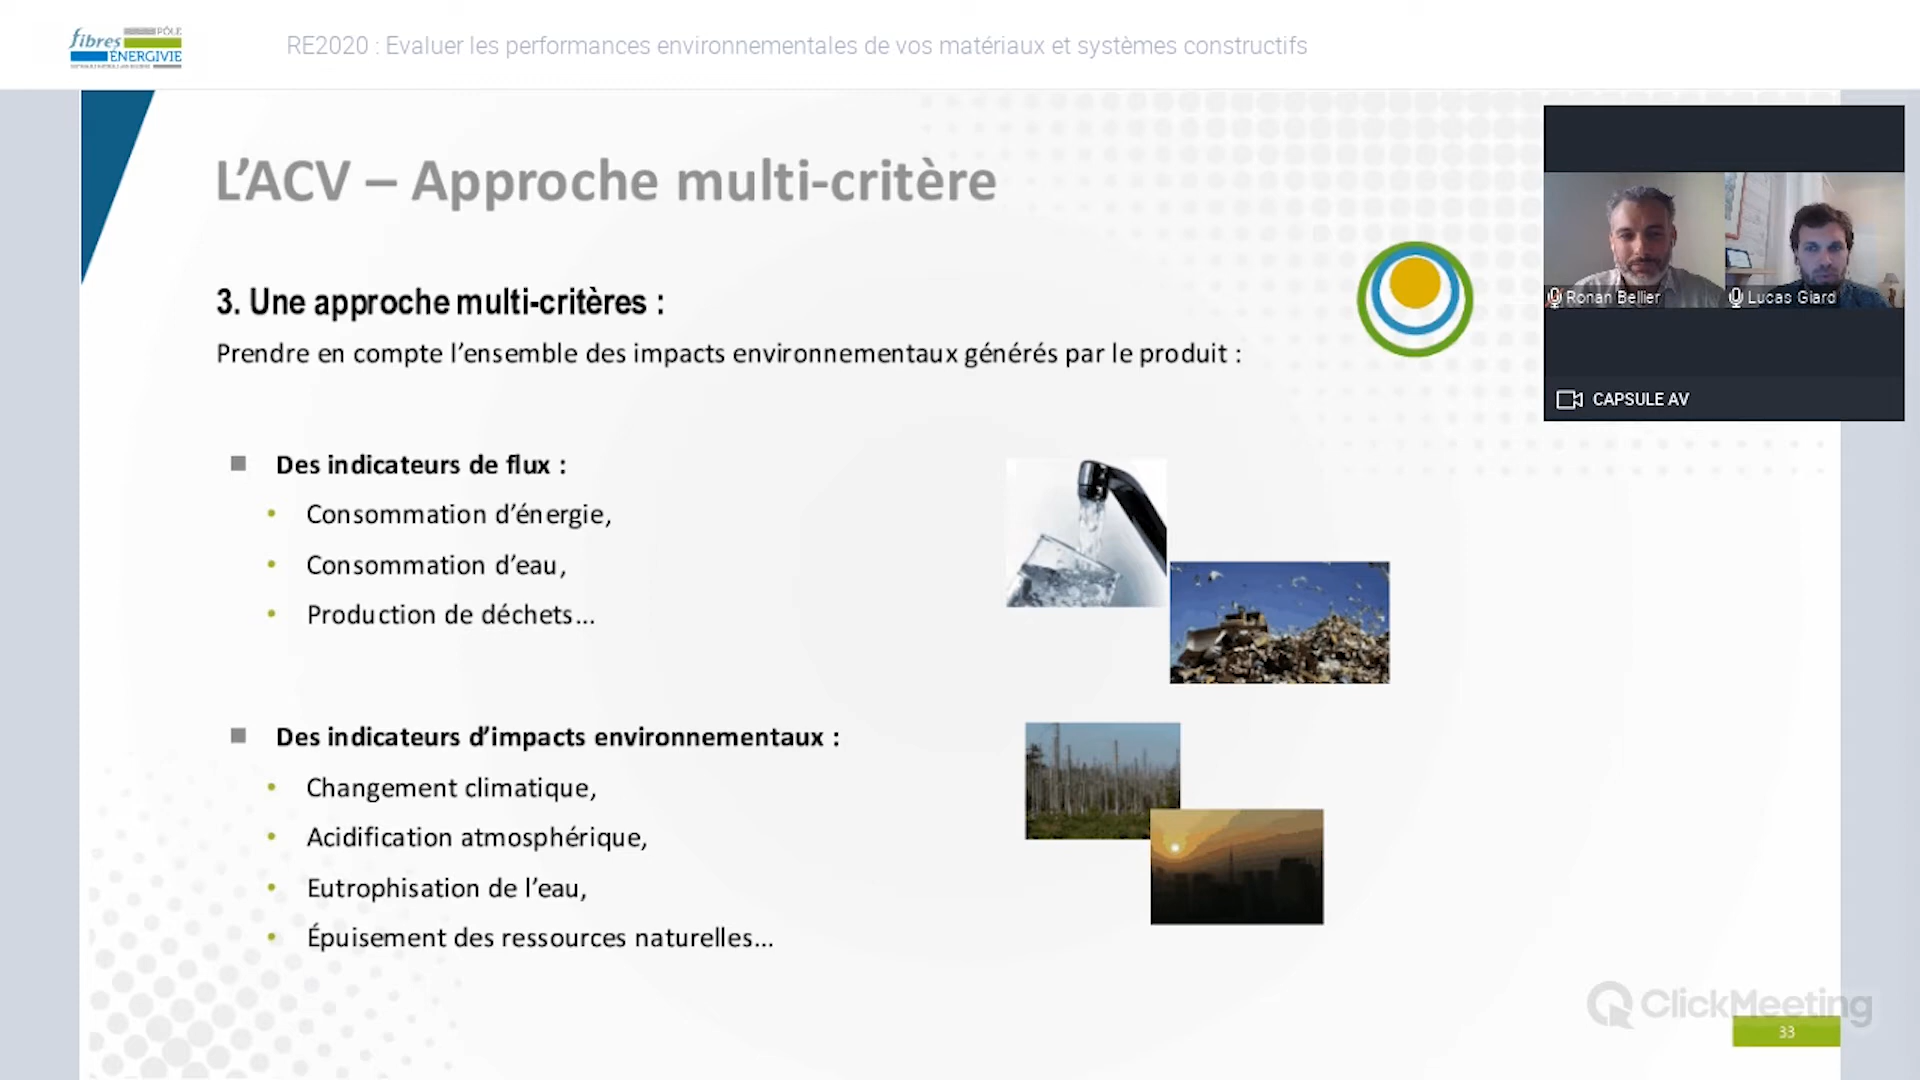 fibres
PÔLE
ÉNERGIVIE
RE2020 : Evaluer les performances environnementales de vos matériaux et systèmes constructifs
L’ACV – Approche multi-critère
3. Une approche multi-critères :
Prendre en compte l’ensemble des impacts environnementaux générés par le produit :
Ronan Bellier
Lucas Giard
CAPSULE AV
Des indicateurs de flux :
• Consommation d’énergie,
• Consommation d’eau,
• Production de déchets...
Des indicateurs d’impacts environnementaux :
• Changement climatique,
• Acidification atmosphérique,
• Eutrophisation de l’eau,
• Épuisement des ressources naturelles...
ClickMeeting
33